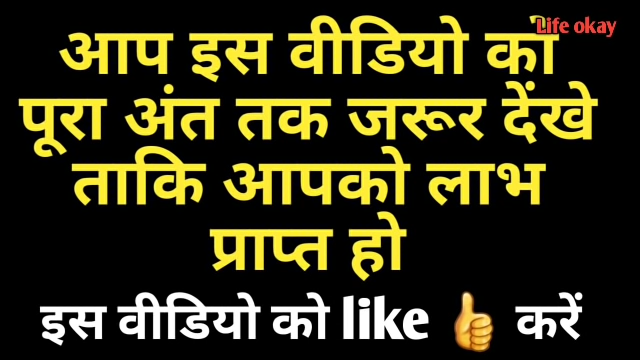 Life okay
आप इस वीडियो को
पूरा अंत तक जरूर देंखे
ताकि आपको लाभ
प्राप्त हो
इस वीडियो को like 👍 करें